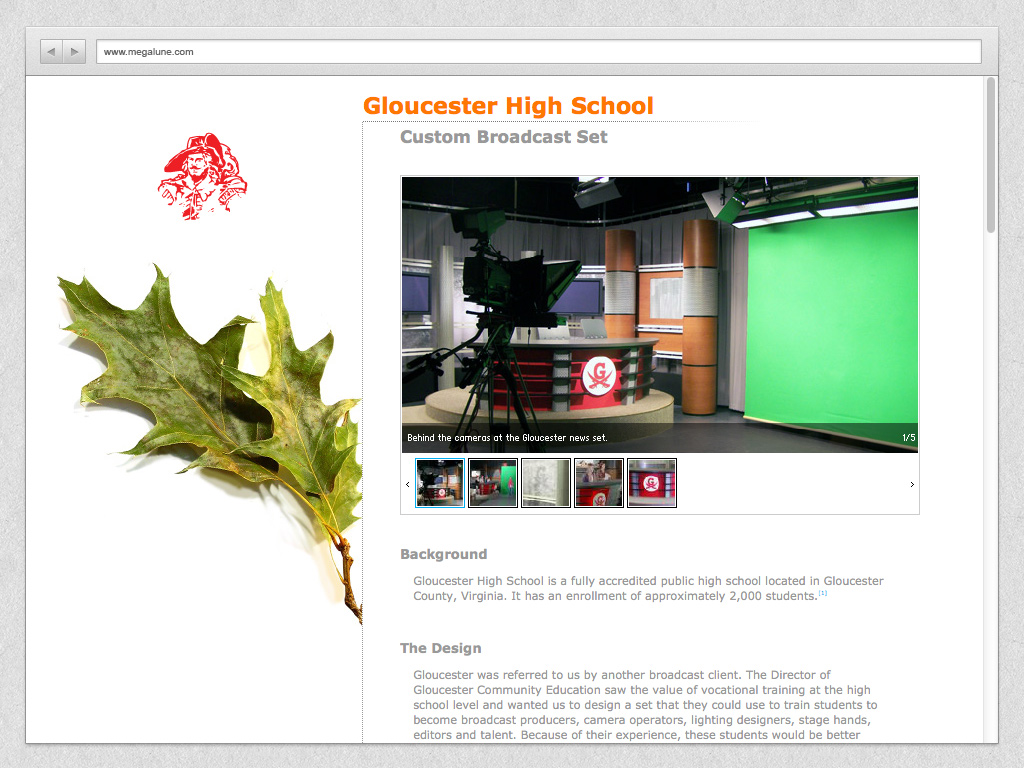 www.megalune.com
Gloucester High School
Custom Broadcast Set
G
Behind the cameras at the Gloucester news set.
1/5
G
G
Background
Gloucester High School is a fully accredited public high school located in Gloucester
County, Virginia. It has an enrollment of approximately 2,000 students.[1]
The Design
Gloucester was referred to us by another broadcast client. The Director of
Gloucester Community Education saw the value of vocational training at the high
school level and wanted us to design a set that they could use to train students to
become broadcast producers, camera operators, lighting designers, stage hands,
editors and talent. Because of their experience, these students would be better